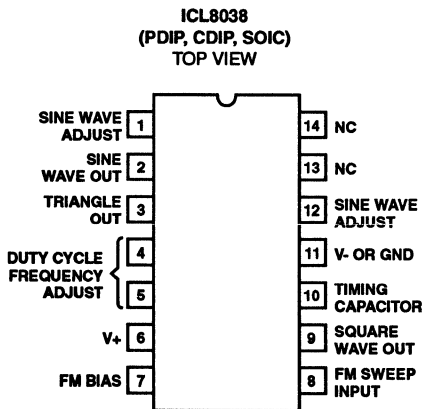 ICL8038
(PDIP, CDIP, SOIC)
TOP VIEW
SINE WAVE
ADJUST
1
SINE
WAVE OUT
2
TRIANGLE
OUT
3
DUTY CYCLE
FREQUENCY
ADJUST
4
5
V+
6
FM BIAS
7
14
NC
13
NC
12
SINE WAVE
ADJUST
11
V- OR GND
10
TIMING
CAPACITOR
9
SQUARE
WAVE OUT
8
FM SWEEP
INPUT